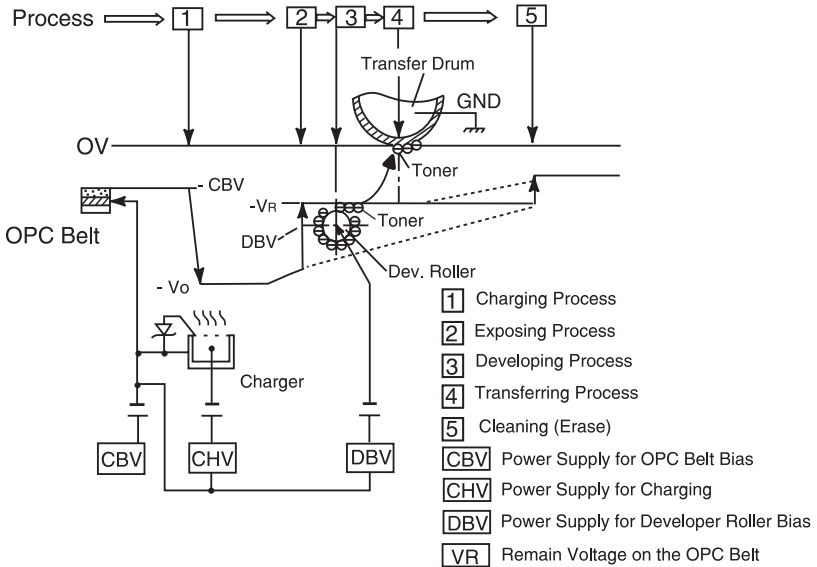 Process 1 2 3 4 5
Transfer Drum
GND
OV
Toner
- CBV
-VR
Toner
OPC Belt
DBV
Dev. Roller
- Vo
Charger
CBV CHV DBV
1 Charging Process
2 Exposing Process
3 Developing Process
4 Transferring Process
5 Cleaning (Erase)
CBV Power Supply for OPC Belt Bias
CHV Power Supply for Charging
DBV Power Supply for Developer Roller Bias
VR Remain Voltage on the OPC Belt